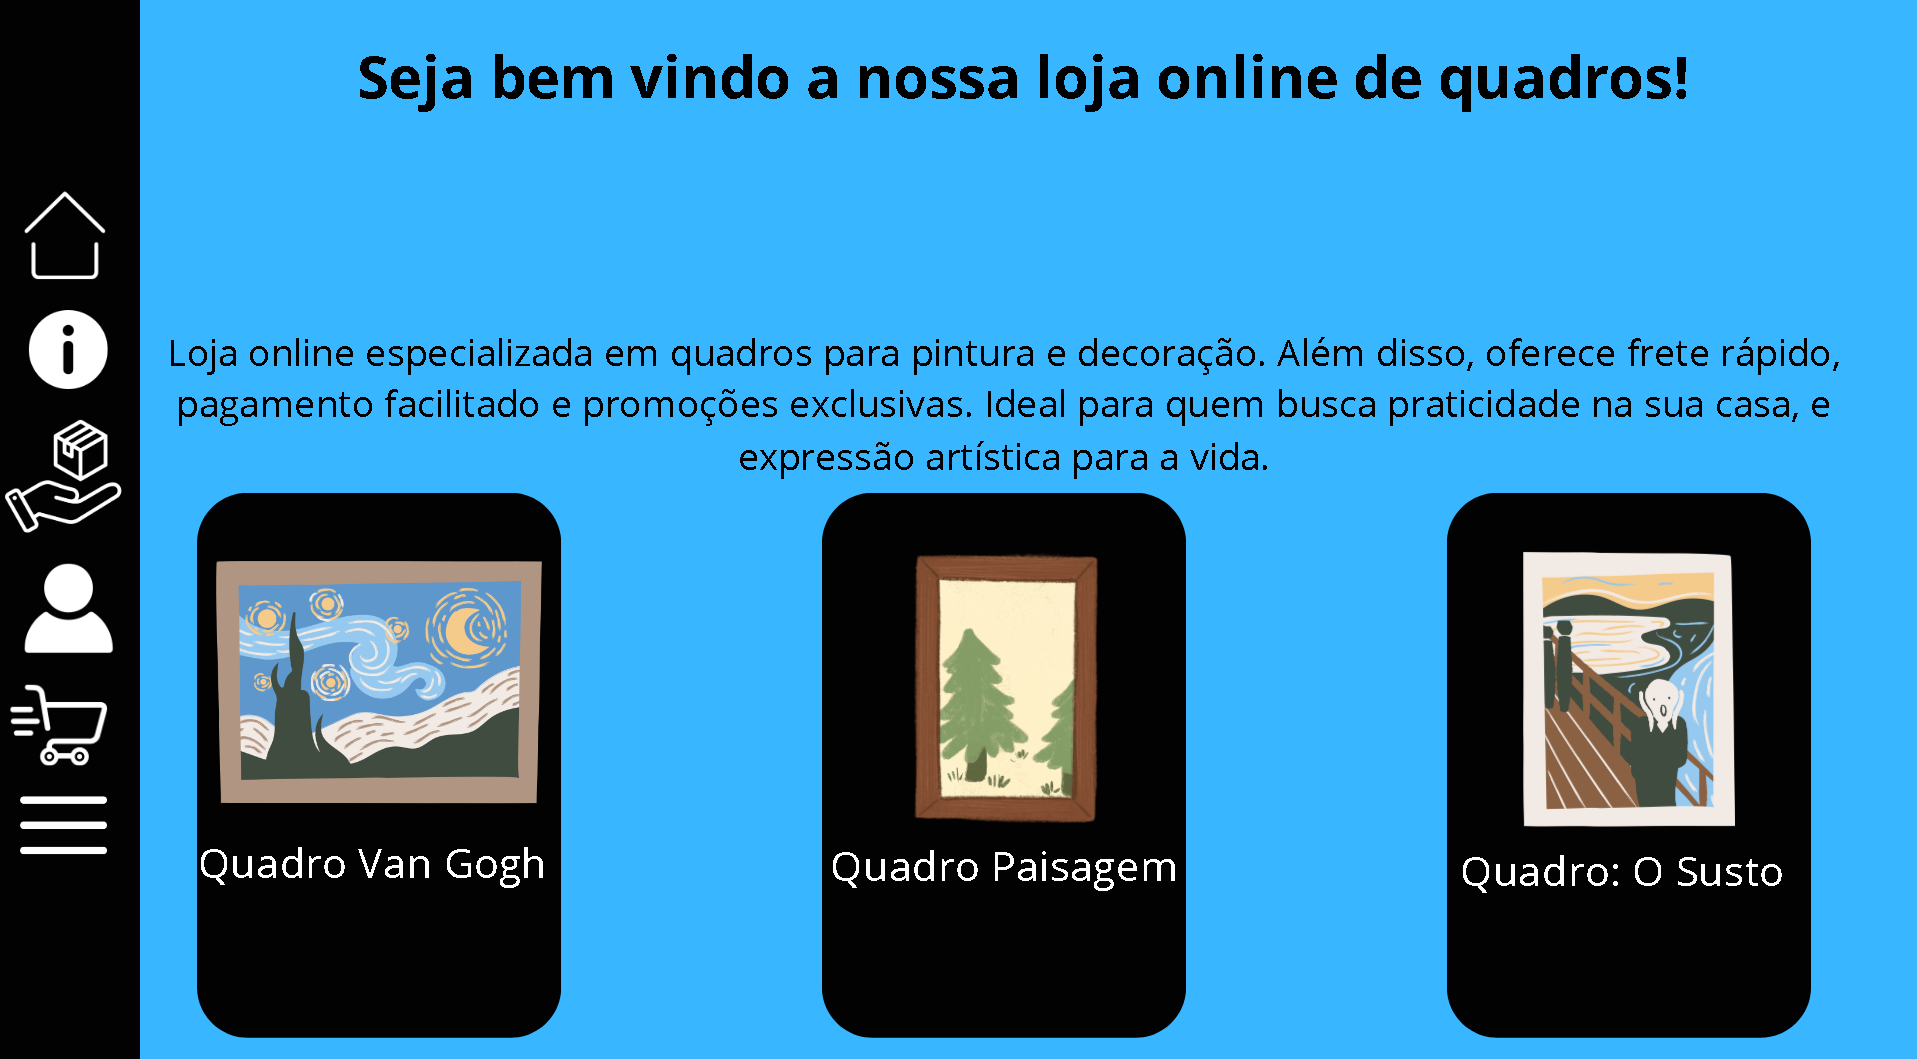 Seja bem vindo a nossa loja online de quadros!
Loja online especializada em quadros para pintura e decoração. Além disso, oferece frete rápido,
pagamento facilitado e promoções exclusivas. Ideal para quem busca praticidade na sua casa, e
expressão artística para a vida.
Quadro Van Gogh
Quadro Paisagem
Quadro: O Susto